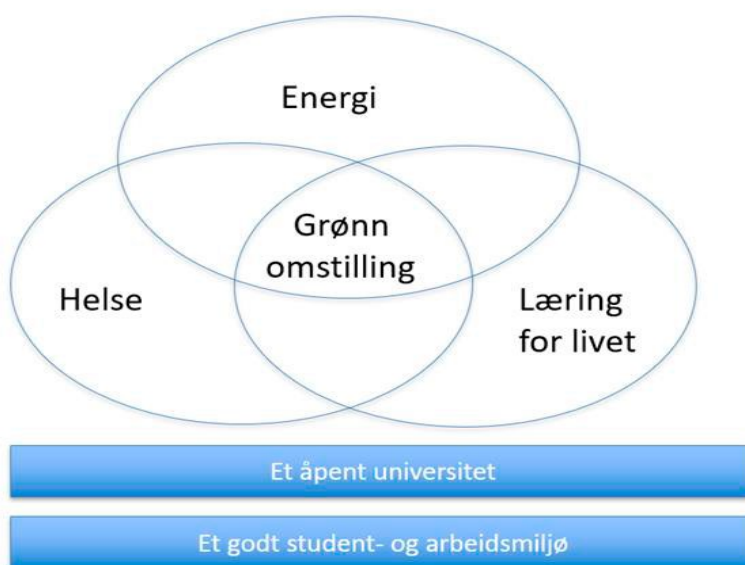 Energi
Grønn
omstilling
Helse
Læring
for livet
Et åpent universitet
Et godt student- og arbeidsmiljø